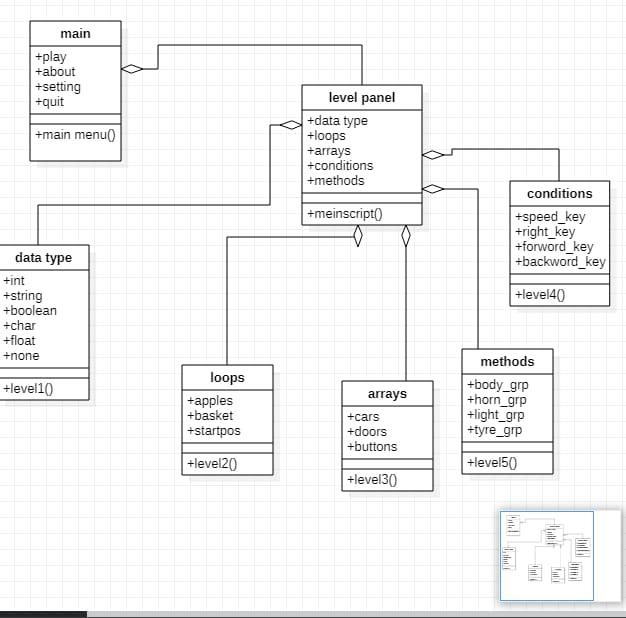 main
+play
+about
+setting
+quit
+main menu()
level panel
+data type
+loops
+arrays
+conditions
+methods
+meinscript()
conditions
+speed_key
+right_key
+forword_key
+backword_key
+level4()
data type
+int
+string
+boolean
+char
+float
+none
+level1()
loops
+apples
+basket
+startpos
+level2()
arrays
+cars
+doors
+buttons
+level3()
methods
+body_grp
+horn_grp
+light_grp
+tyre_grp
+level5()